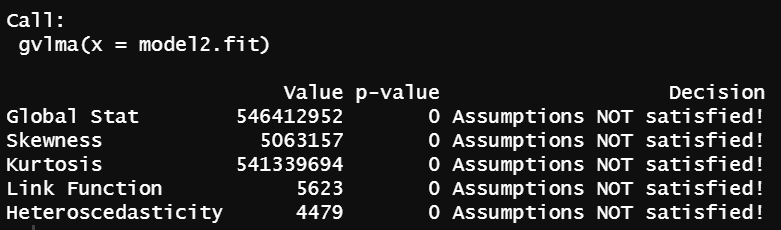 Call:
gvlma(x = model2.fit)
Value p-value Decision
Global Stat 546412952 0 Assumptions NOT satisfied!
Skewness 5063157 0 Assumptions NOT satisfied!
Kurtosis 541339694 0 Assumptions NOT satisfied!
Link Function 5623 0 Assumptions NOT satisfied!
Heteroscedasticity 4479 0 Assumptions NOT satisfied!